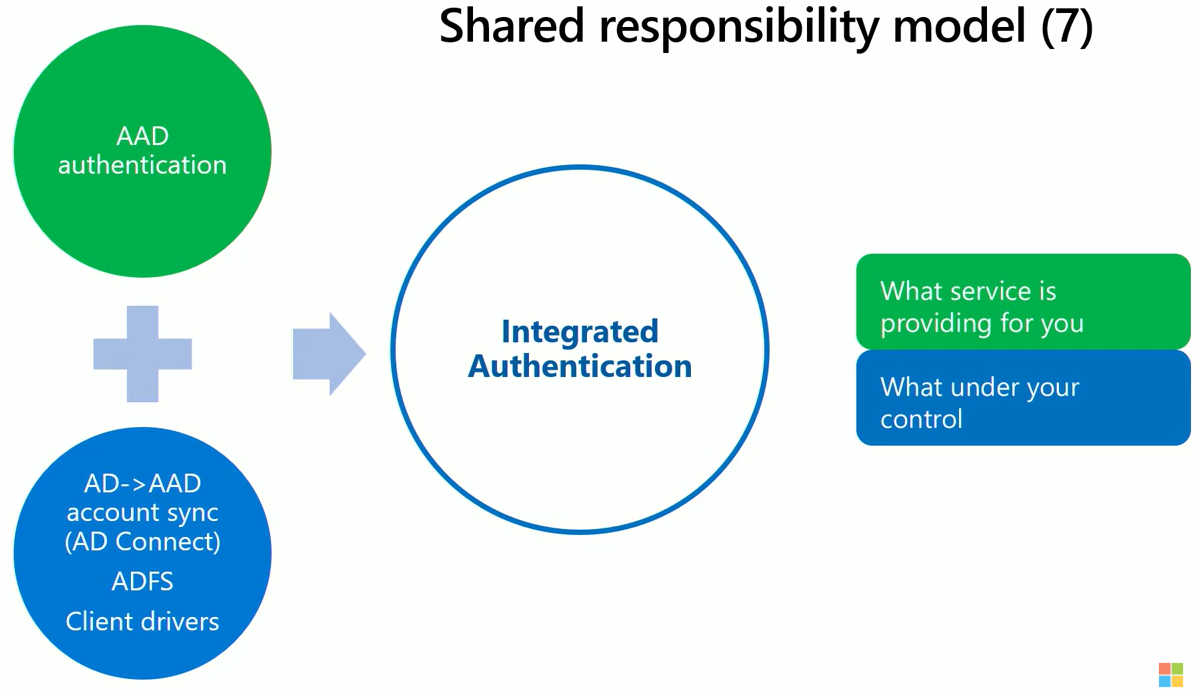 Shared responsibility model (7)
AAD
authentication
AD->AAD
account sync
(AD Connect)
ADFS
Client drivers
Integrated
Authentication
What service is
providing for you
What under your
control